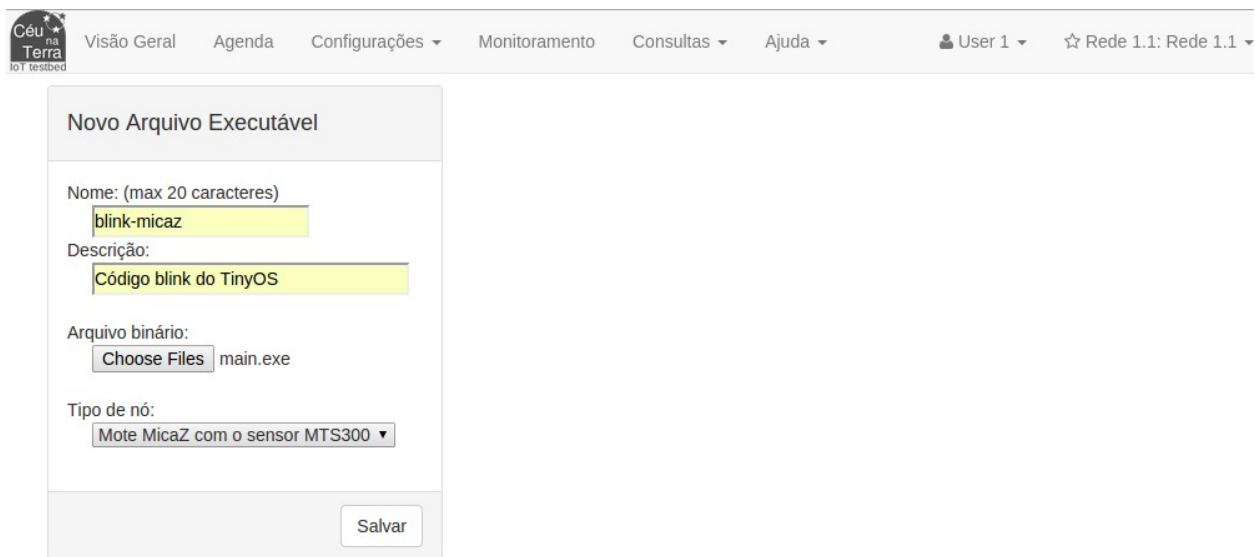 Céu
na
Terra
IoT testbed
Visão Geral Agenda Configurações Monitoramento Consultas Ajuda User 1 Rede 1.1: Rede 1.1
Novo Arquivo Executável
Nome: (max 20 caracteres)
blink-micaz
Descrição:
Código blink do TinyOS
Arquivo binário:
Choose Files main.exe
Tipo de nó:
Mote MicaZ com o sensor MTS300
Salvar